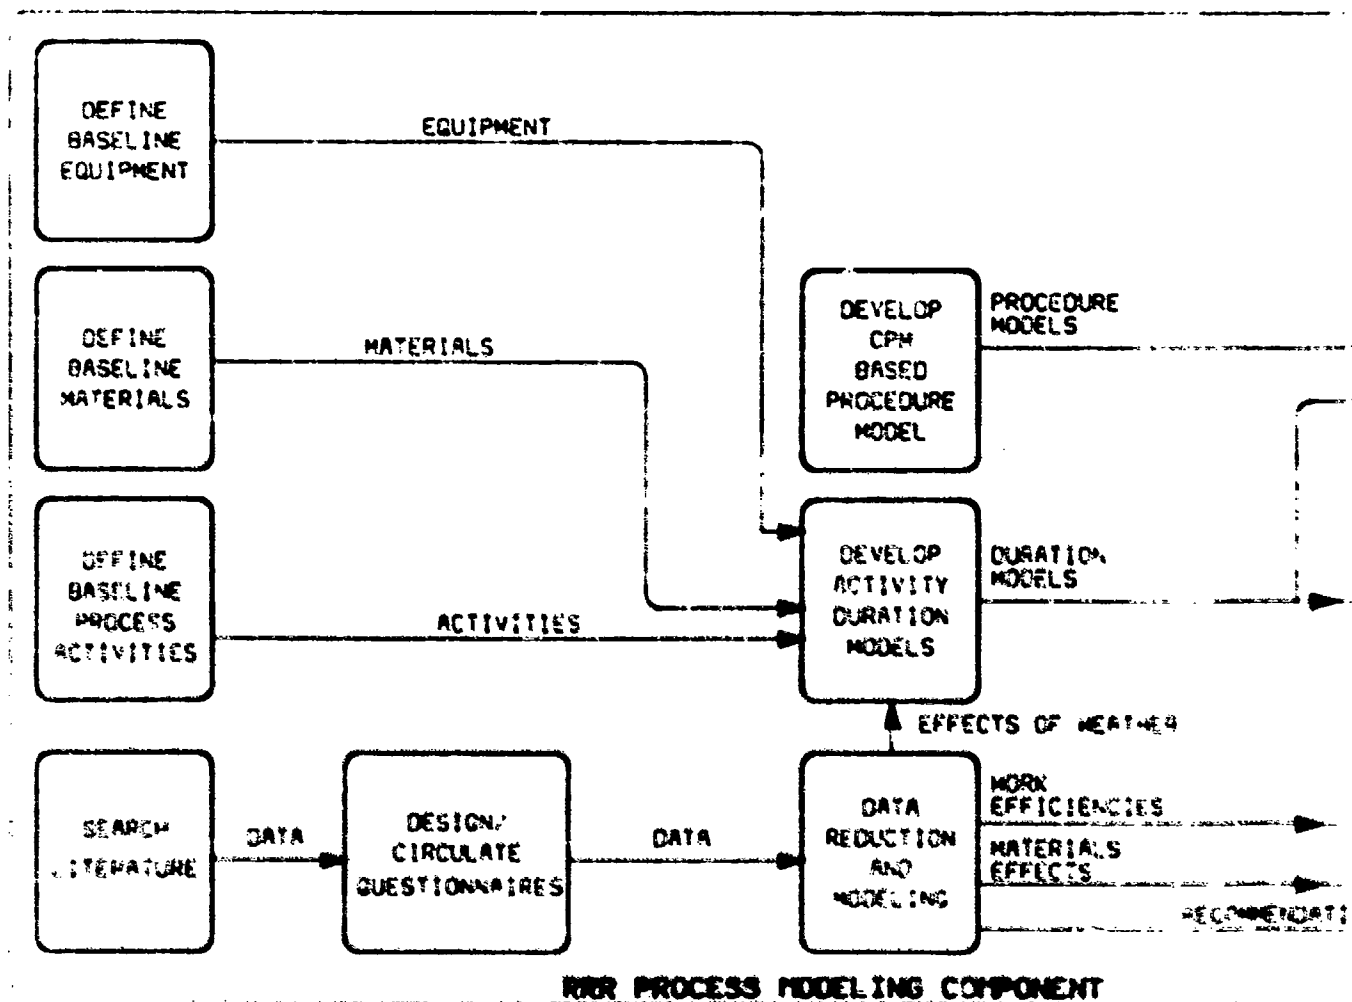 DEFINE
BASELINE
EQUIPMENT
EQUIPMENT
DEFINE
BASELINE
MATERIALS
MATERIALS
DEVELOP
CPM
BASED
PROCEDURE
MODEL
PROCEDURE
MODELS
DEFINE
BASELINE
PROCESS
ACTIVITIES
ACTIVITIES
DEVELOP
ACTIVITY
DURATION
MODELS
DURATION
MODELS
EFFECTS OF WEATHER
SEARCH
LITERATURE
DATA
DESIGN/
CIRCULATE
QUESTIONNAIRES
DATA
DATA
REDUCTION
AND
MODELING
WORK
EFFICIENCIES
MATERIALS
EFFECTS
RECOMMENDATI
RRR PROCESS MODELING COMPONENT